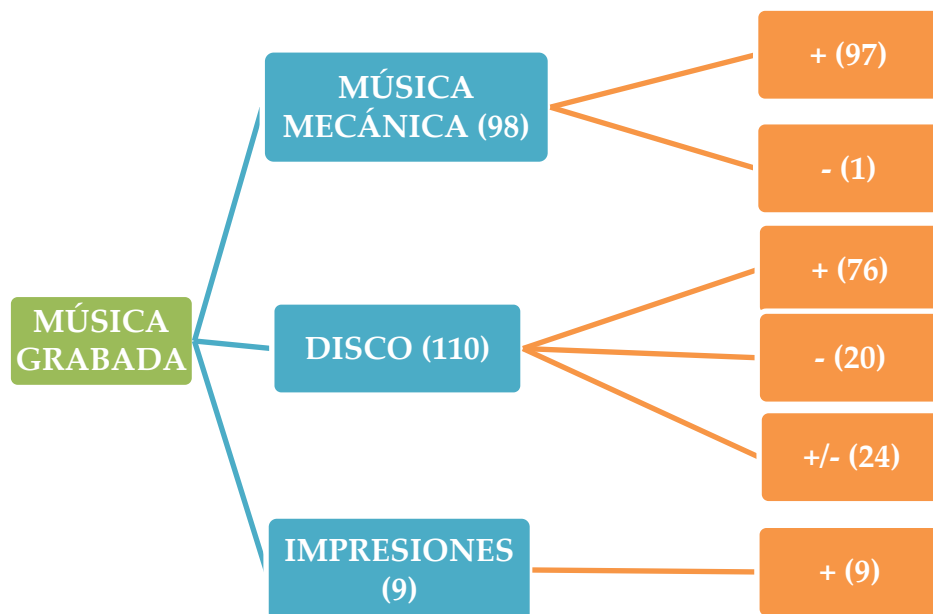 MÚSICA
GRABADA
MÚSICA
MECÁNICA (98)
+ (97)
- (1)
DISCO (110)
+ (76)
- (20)
+/- (24)
IMPRESIONES
(9)
+ (9)